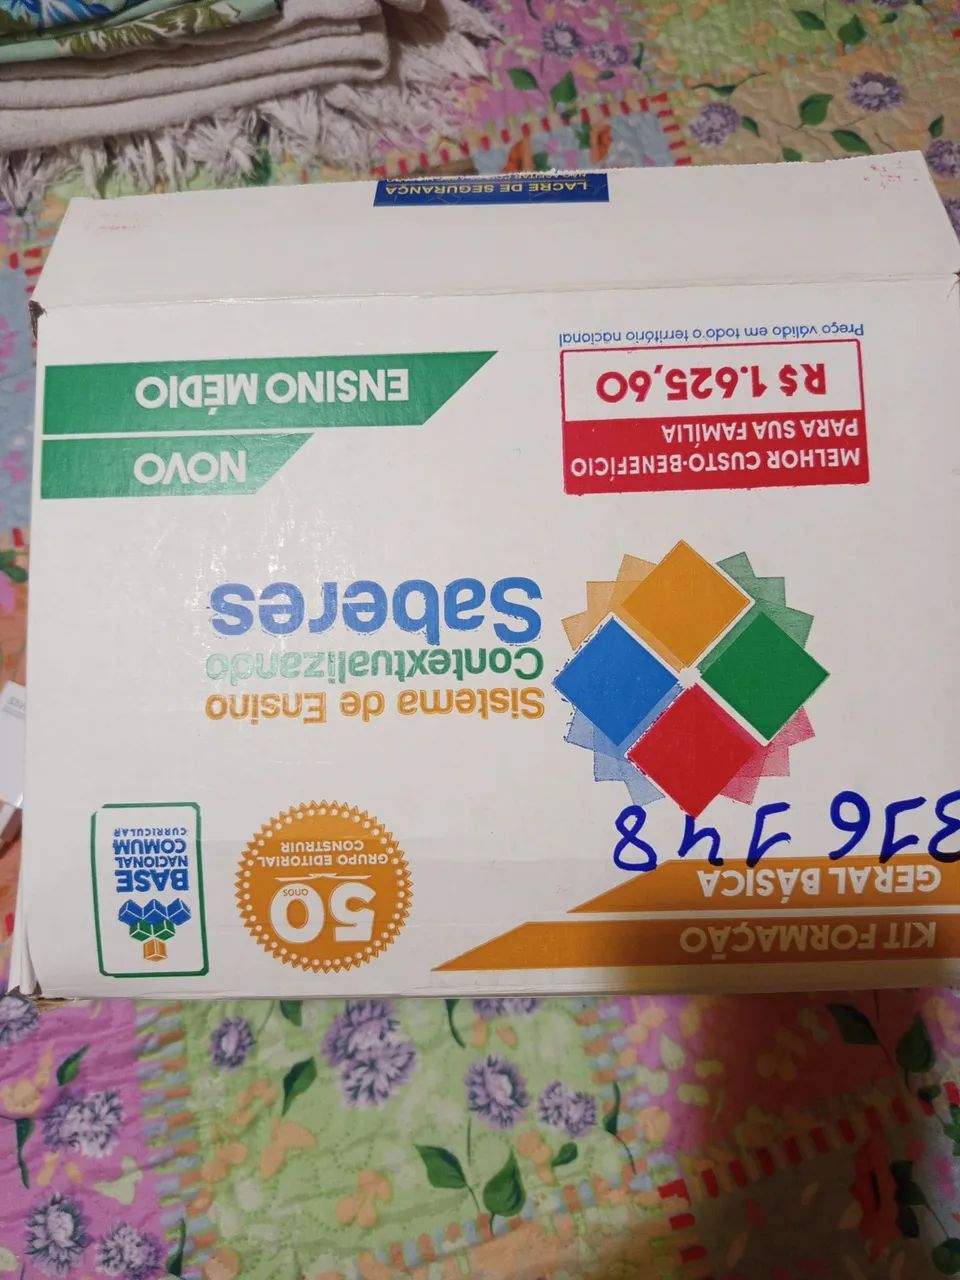 KIT FORMAÇÃO
GERAL BÁSICA
316 148
50
anos
GRUPO EDITORIAL
CONSTRUIR
BASE
NACIONAL
COMUM
CURRICULAR
Sistema de Ensino
Contextualizando
Saberes
MELHOR CUSTO-BENEFÍCIO
PARA SUA FAMÍLIA
R$ 1.625,60
Preço válido em todo o território nacional
NOVO
ENSINO MÉDIO
LACRE DE SEGURANÇA